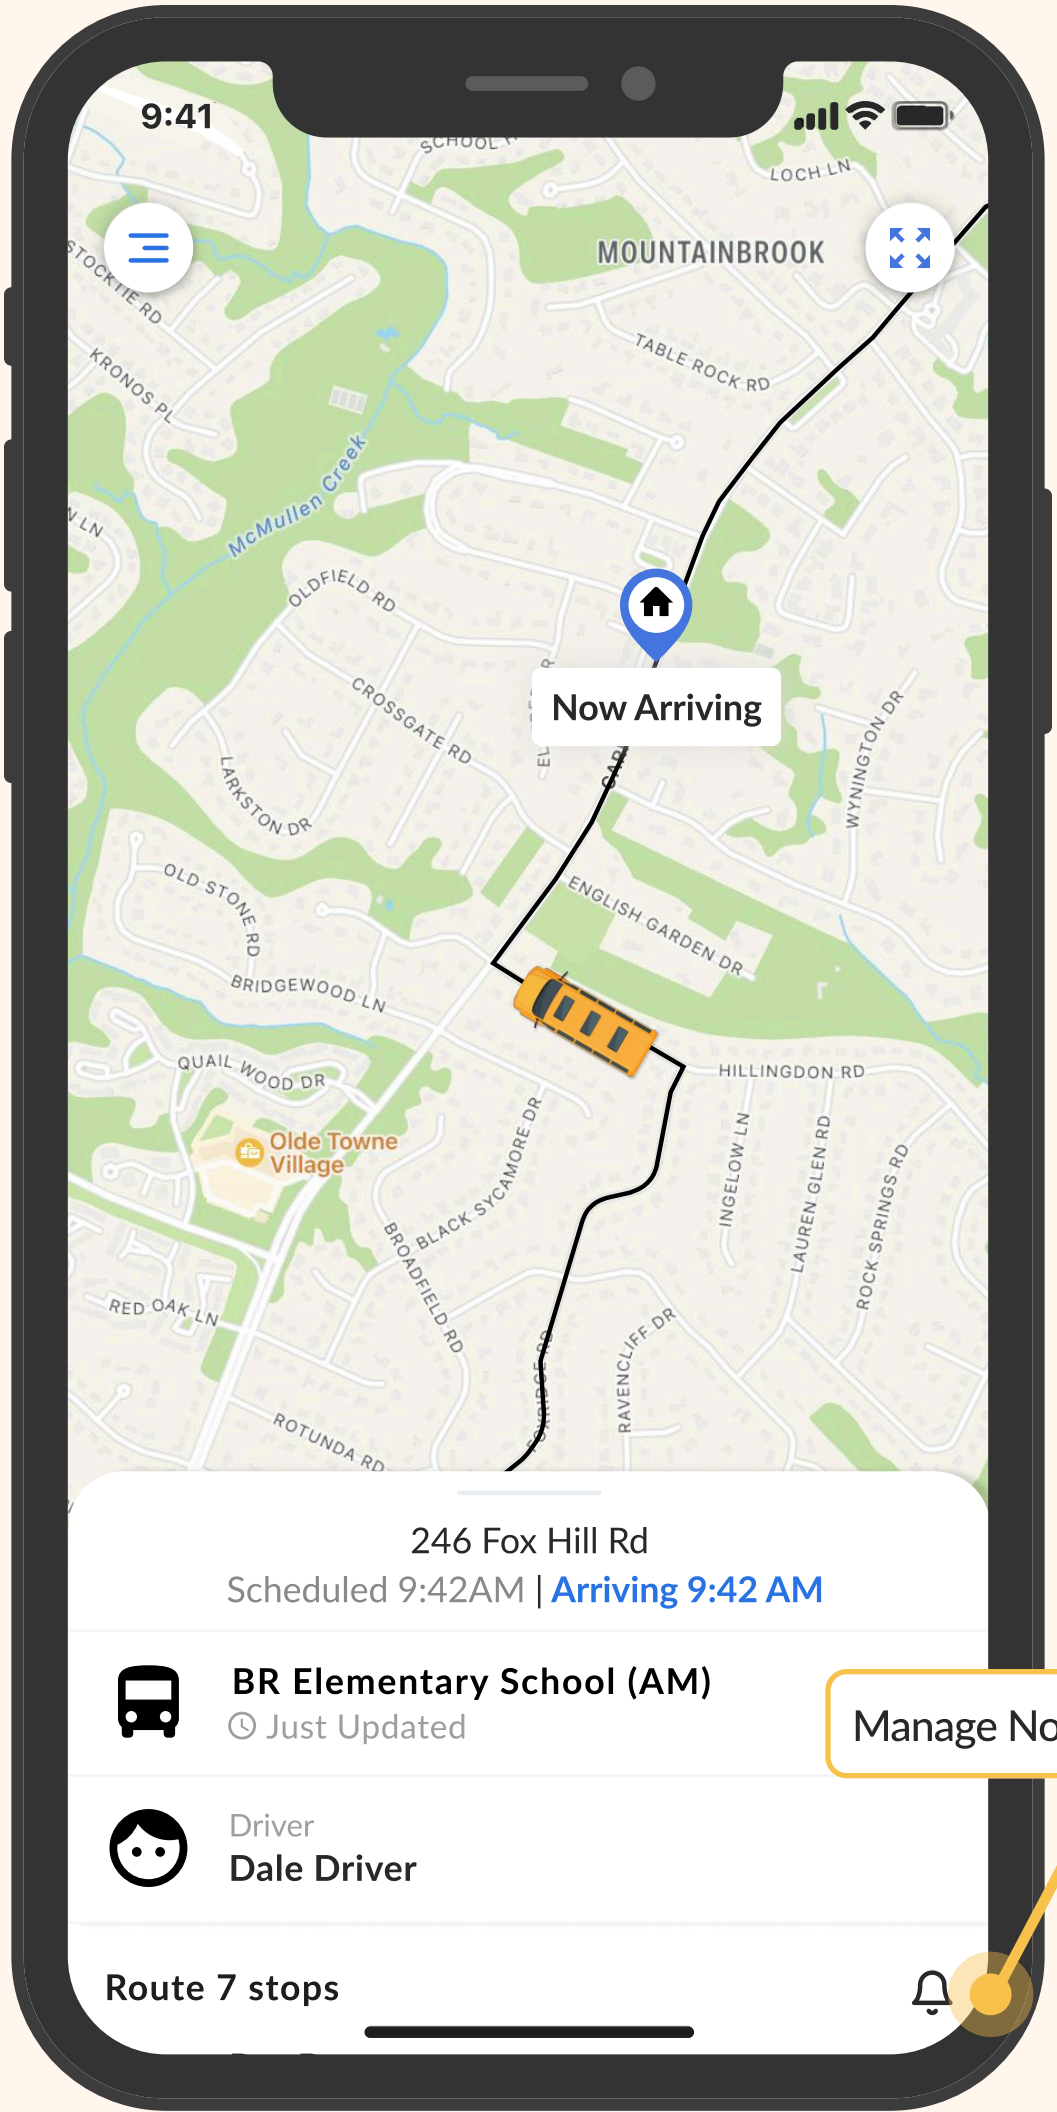 9:41
SCHOOL
LOCH LN
MOUNTAINBROOK
STOCKTIE RD
TABLE ROCK RD
KRONOS PL
McMullen Creek
LN
OLDFIELD RD
Now Arriving
CROSSGATE RD
WYNINGTON DR
LARKSTON DR
OLD STONE RD
ENGLISH GARDEN DR
BRIDGEWOOD LN
QUAIL WOOD DR
HILLINGDON RD
Olde Towne
Village
BLACK SYCAMORE DR
INGELOW LN
LAUREN GLEN RD
ROCK SPRINGS RD
BROADFIELD RD
RED OAK LN
FOXRIDGE RD
RAVENCLIFF DR
ROTUNDA RD
246 Fox Hill Rd
Scheduled 9:42AM | Arriving 9:42 AM
BR Elementary School (AM)
Just Updated
Manage No
Driver
Dale Driver
Route 7 stops